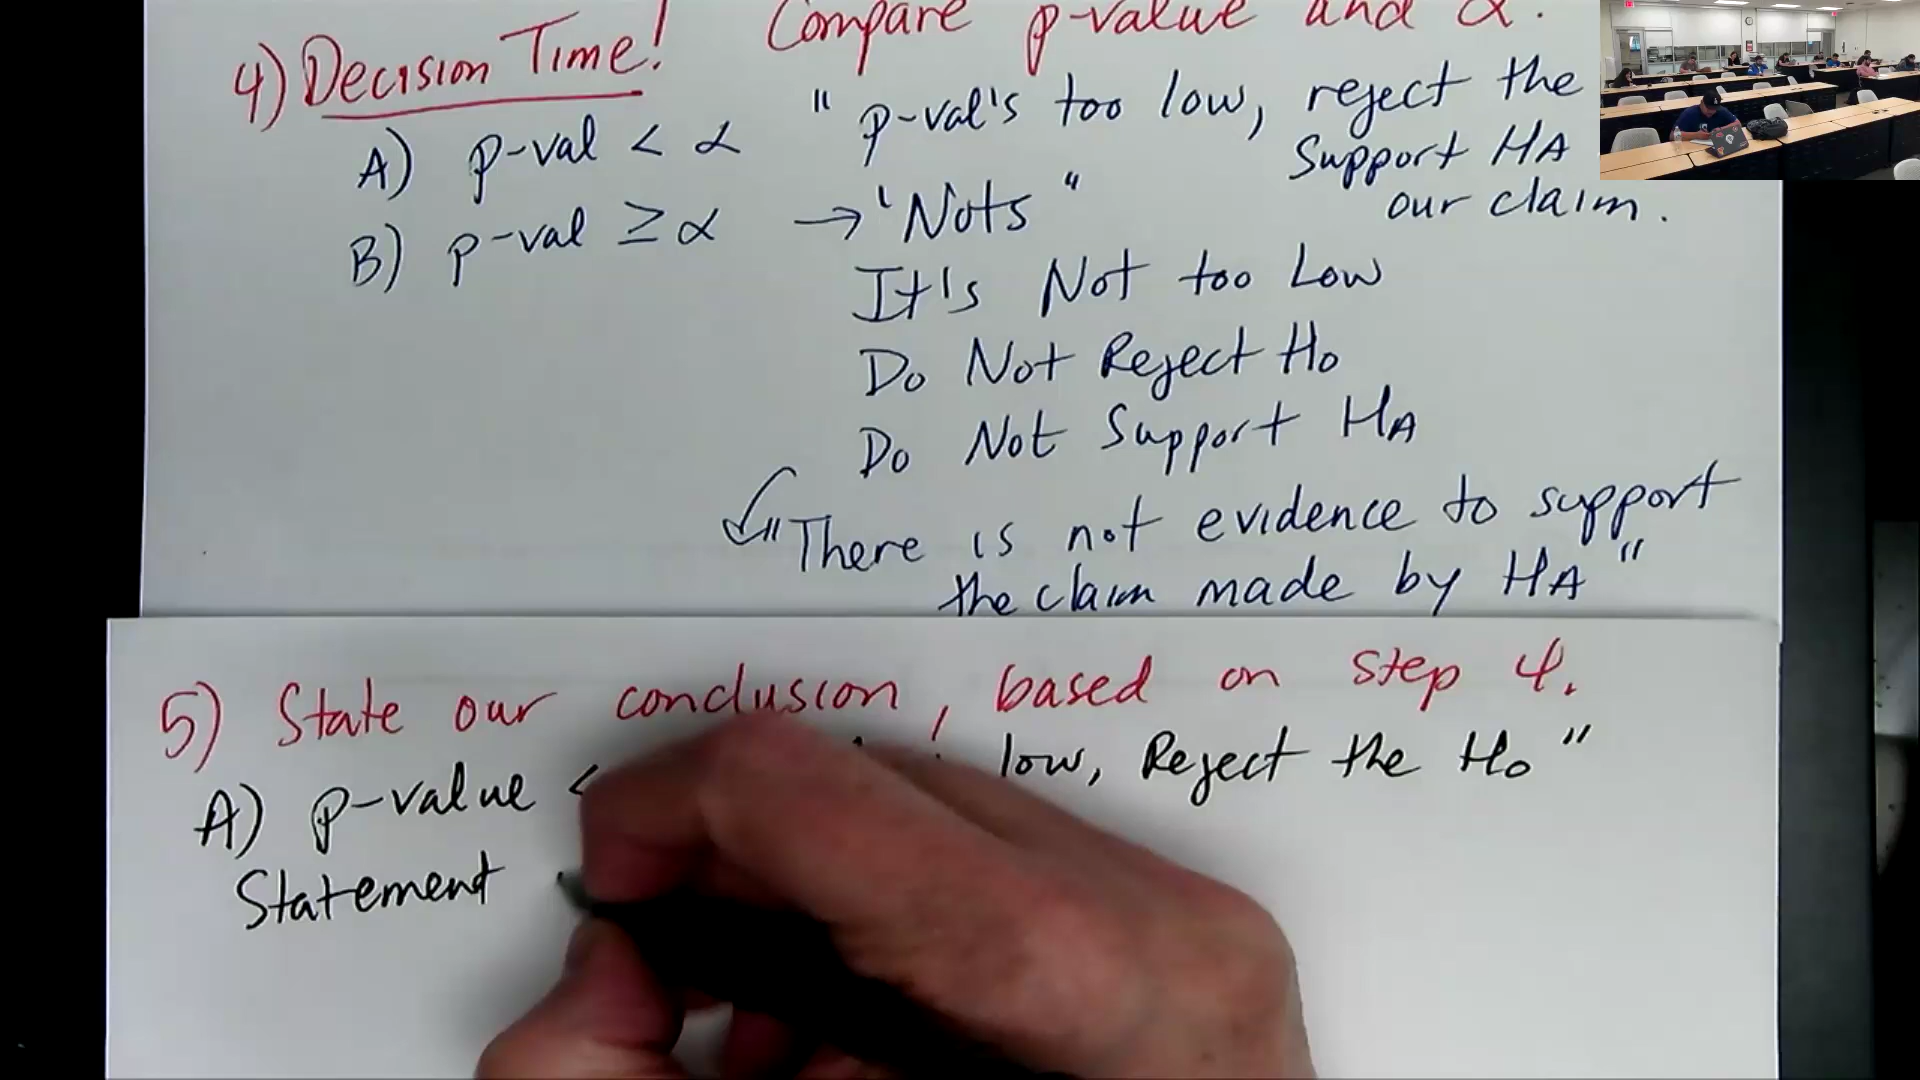 4) Decision Time! Compare p-value and α.
A) p-val < α "p-val's too low, reject the
Support HA
our claim.
B) p-val ≥ α → "Nots"
It's Not too Low
Do Not Reject Ho
Do Not Support HA
"There is not evidence to support
the claim made by HA"
5) State our conclusion, based on step 4.
A) p-value < low, Reject the Ho"
Statement